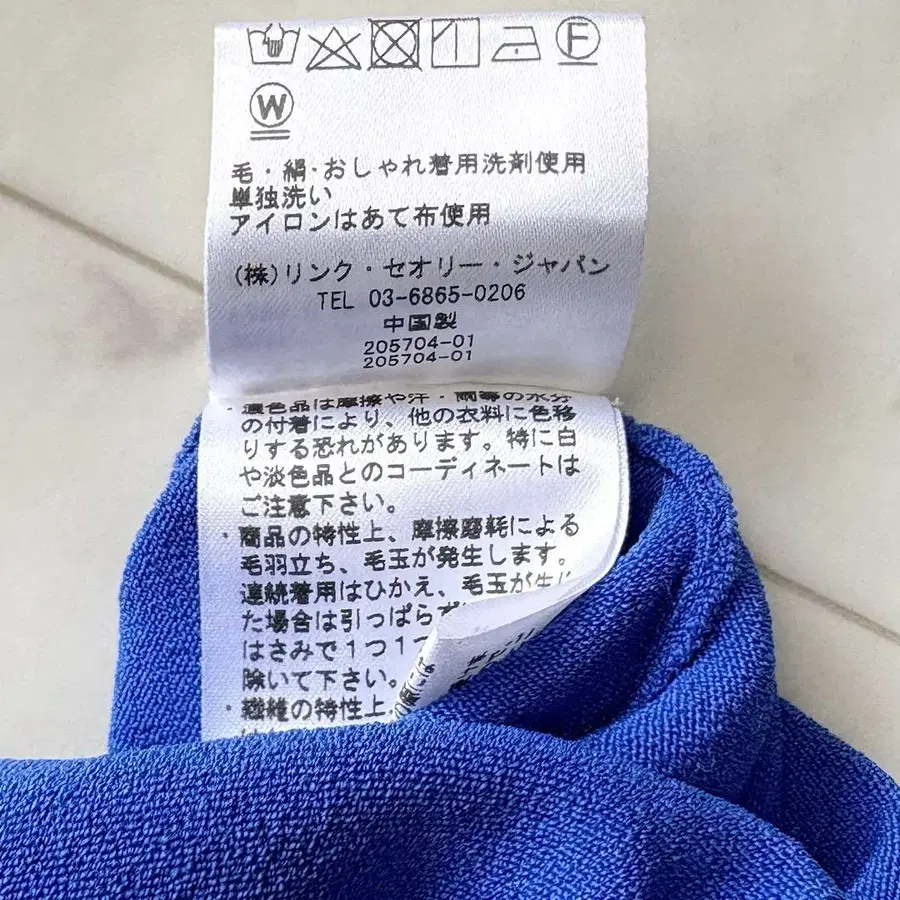 F
W
毛・絹・おしゃれ着用洗剤使用
単独洗い
アイロンはあて布使用
(株)リンク・セオリー・ジャパン
TEL 03-6865-0206
中国製
205704-01
205704-01
・濃色品は摩擦や汗・雨等の水分
の付着により、他の衣料に色移
りする恐れがあります。特に白
や淡色品とのコーディネートは
ご注意下さい。
・商品の特性上、摩擦磨耗による
毛羽立ち、毛玉が発生します。
連続着用はひかえ、毛玉が生じ
た場合は引っぱらず
はさみで1つ1つ
除いて下さい。
・繊維の特性上